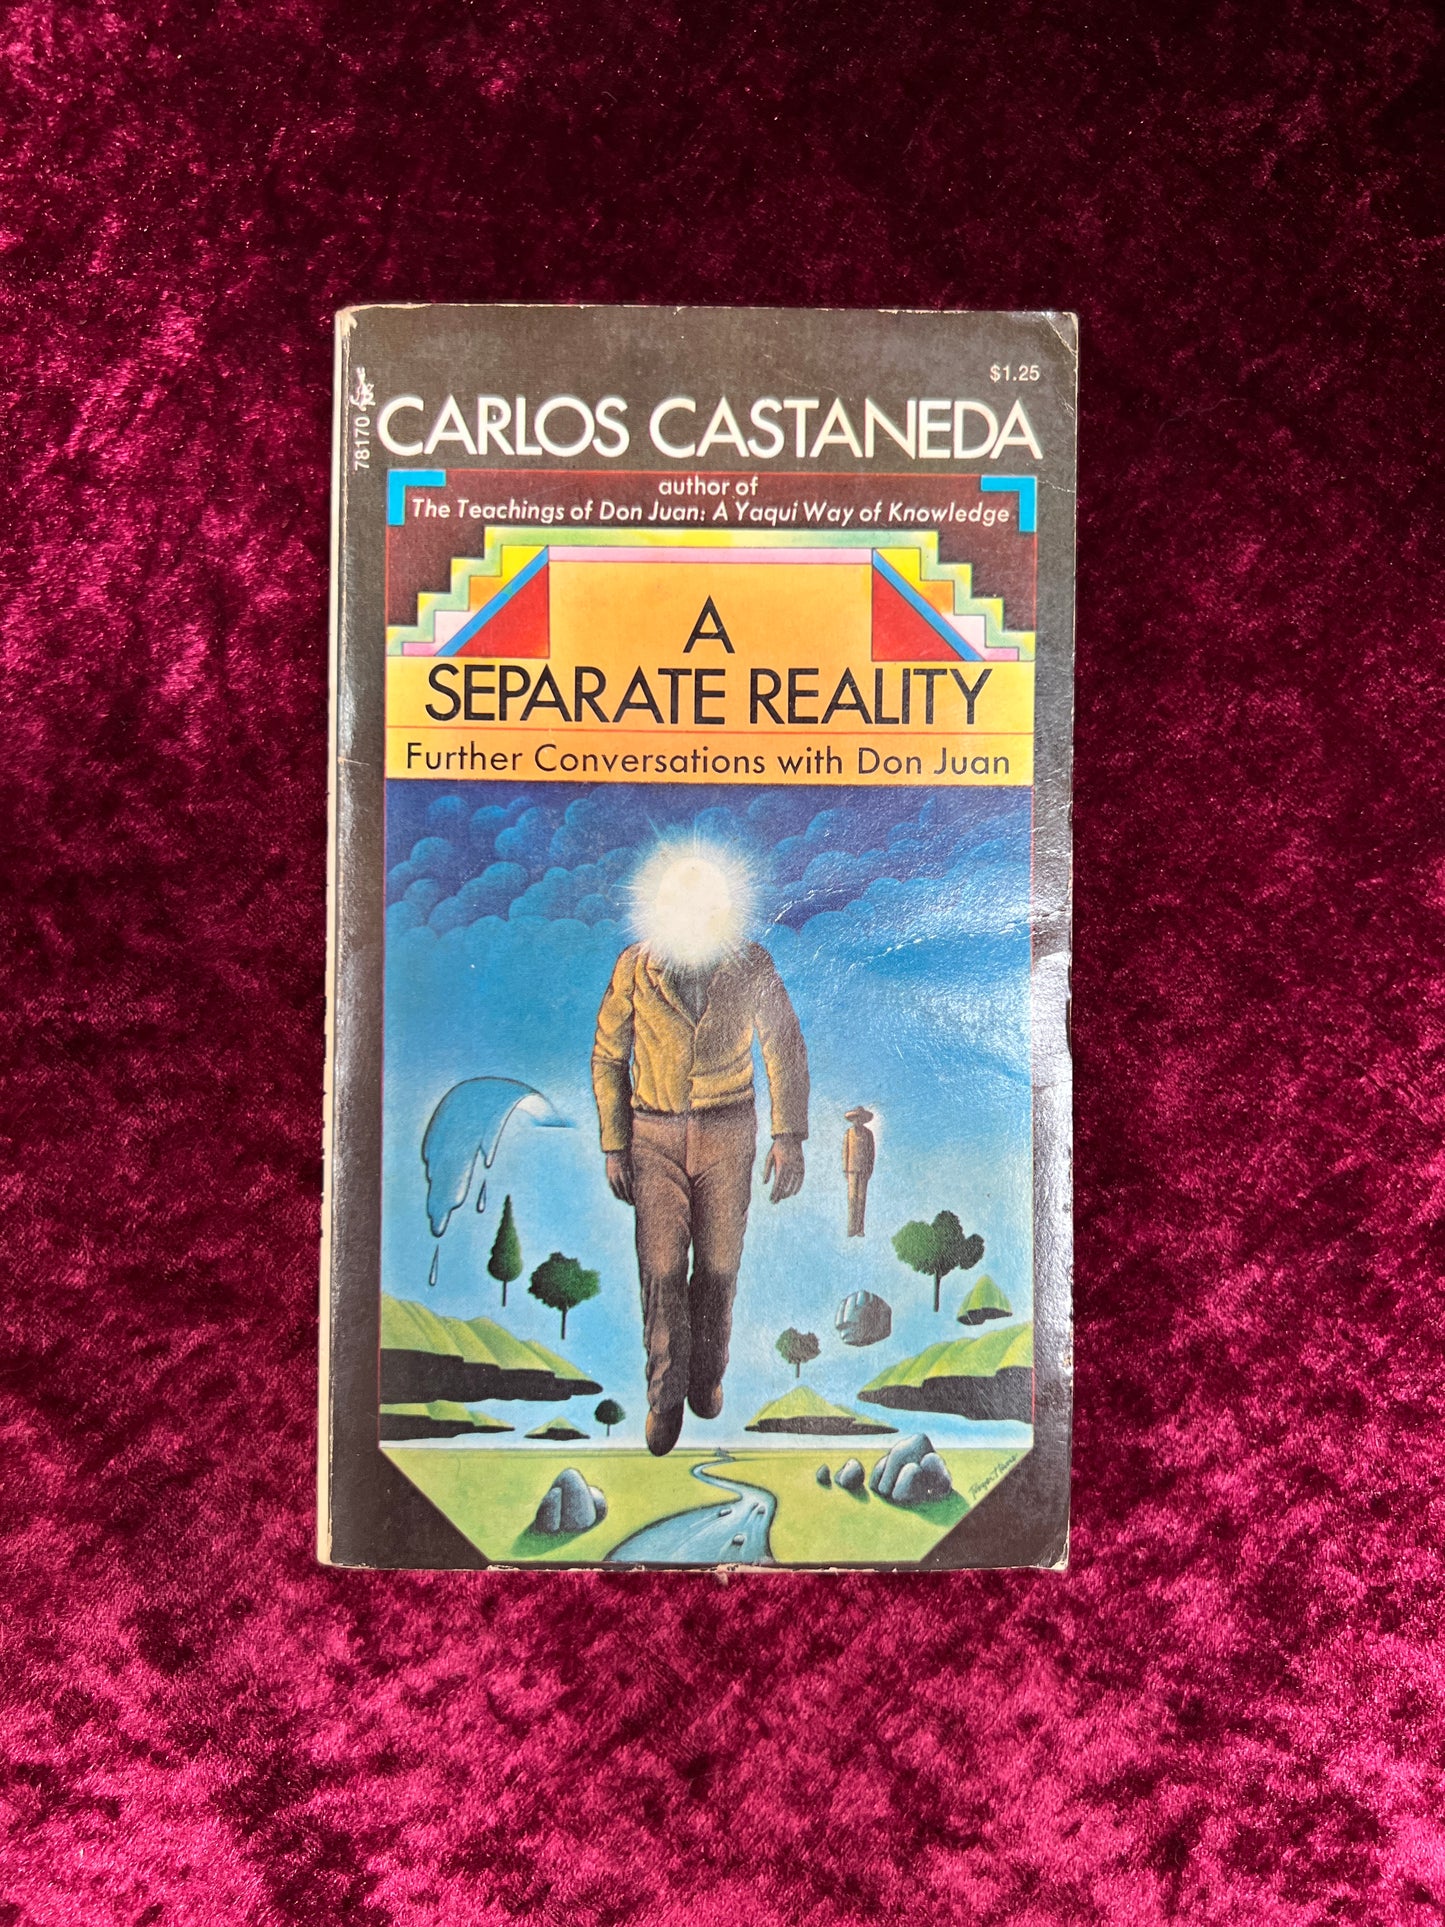 $1.25
78170
CARLOS CASTANEDA
author of
The Teachings of Don Juan: A Yaqui Way of Knowledge
A
SEPARATE REALITY
Further Conversations with Don Juan